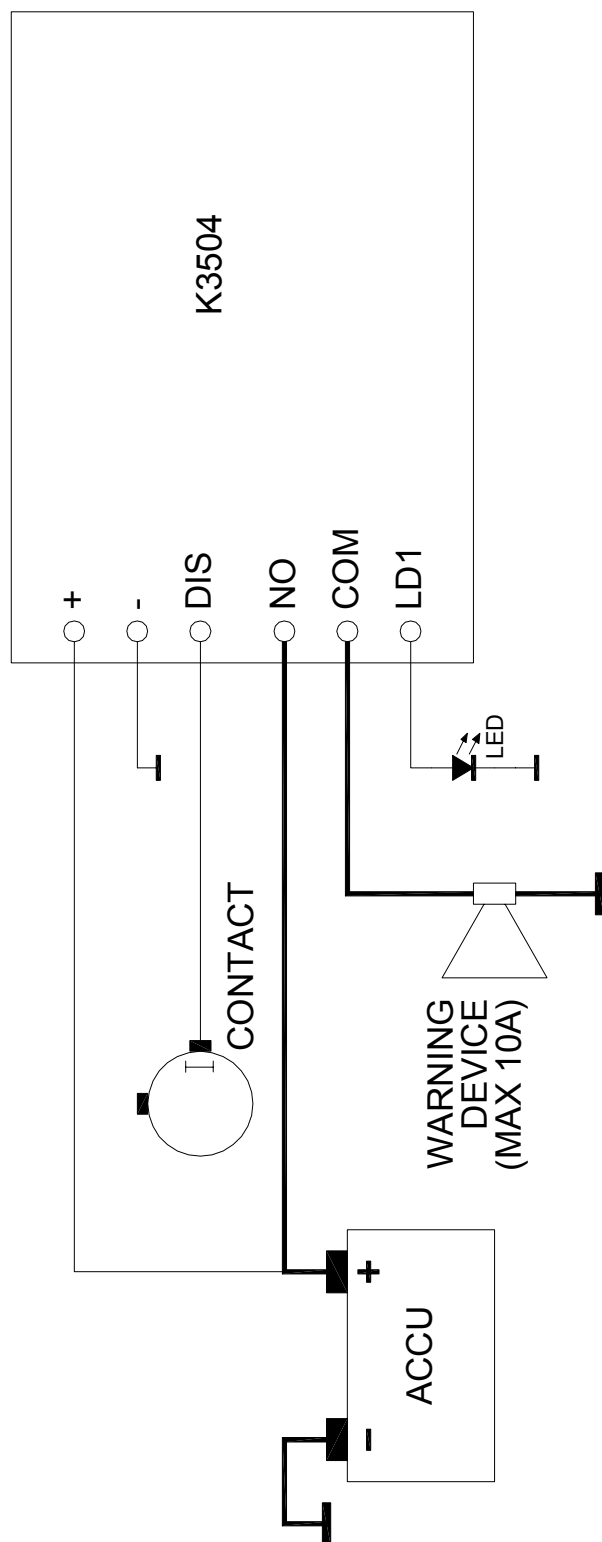 K3504
+
-
DIS
NO
COM
LD1
LED
CONTACT
WARNING
DEVICE
(MAX 10A)
+
-
ACCU